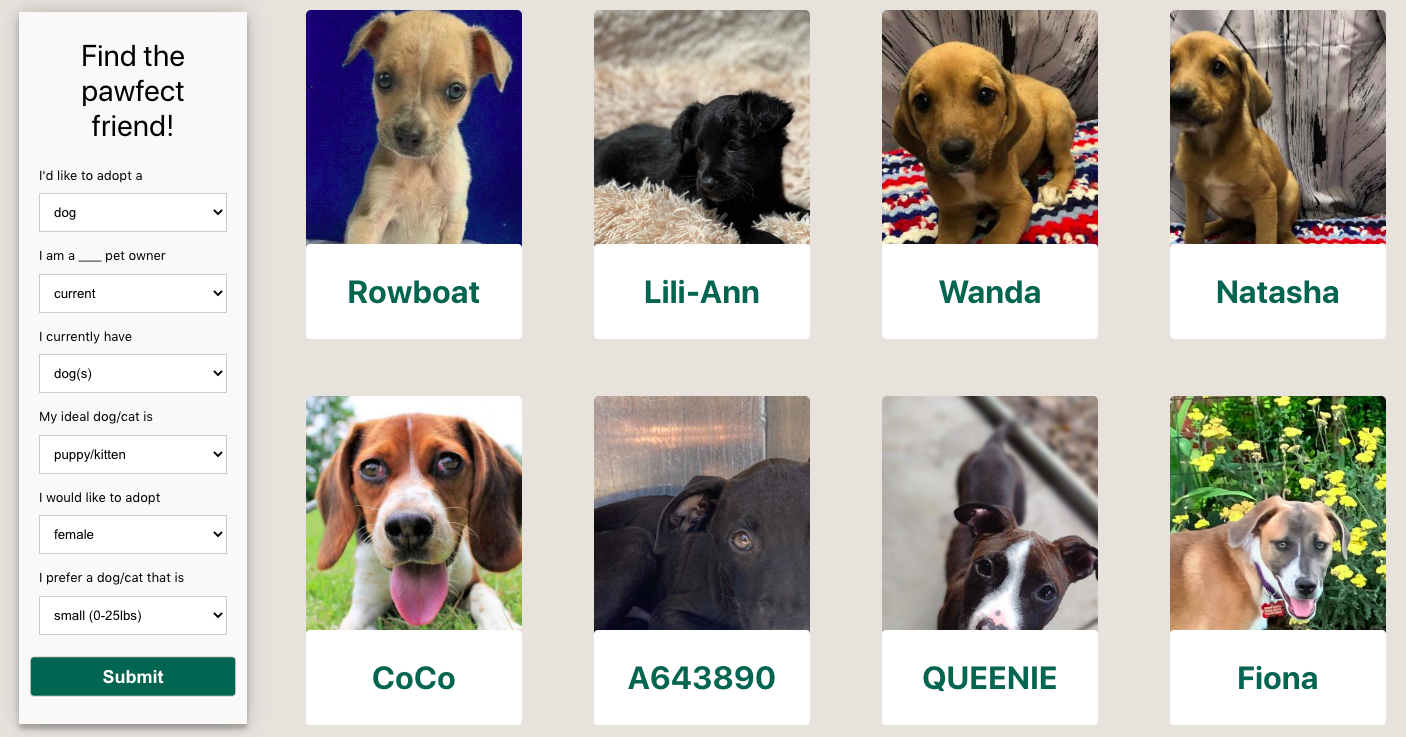 Find the
pawfect
friend!
I'd like to adopt a
dog
I am a ____ pet owner
current
I currently have
dog(s)
My ideal dog/cat is
puppy/kitten
I would like to adopt
female
I prefer a dog/cat that is
small (0-25lbs)
Submit
Rowboat
Lili-Ann
Wanda
Natasha
CoCo
A643890
QUEENIE
Fiona